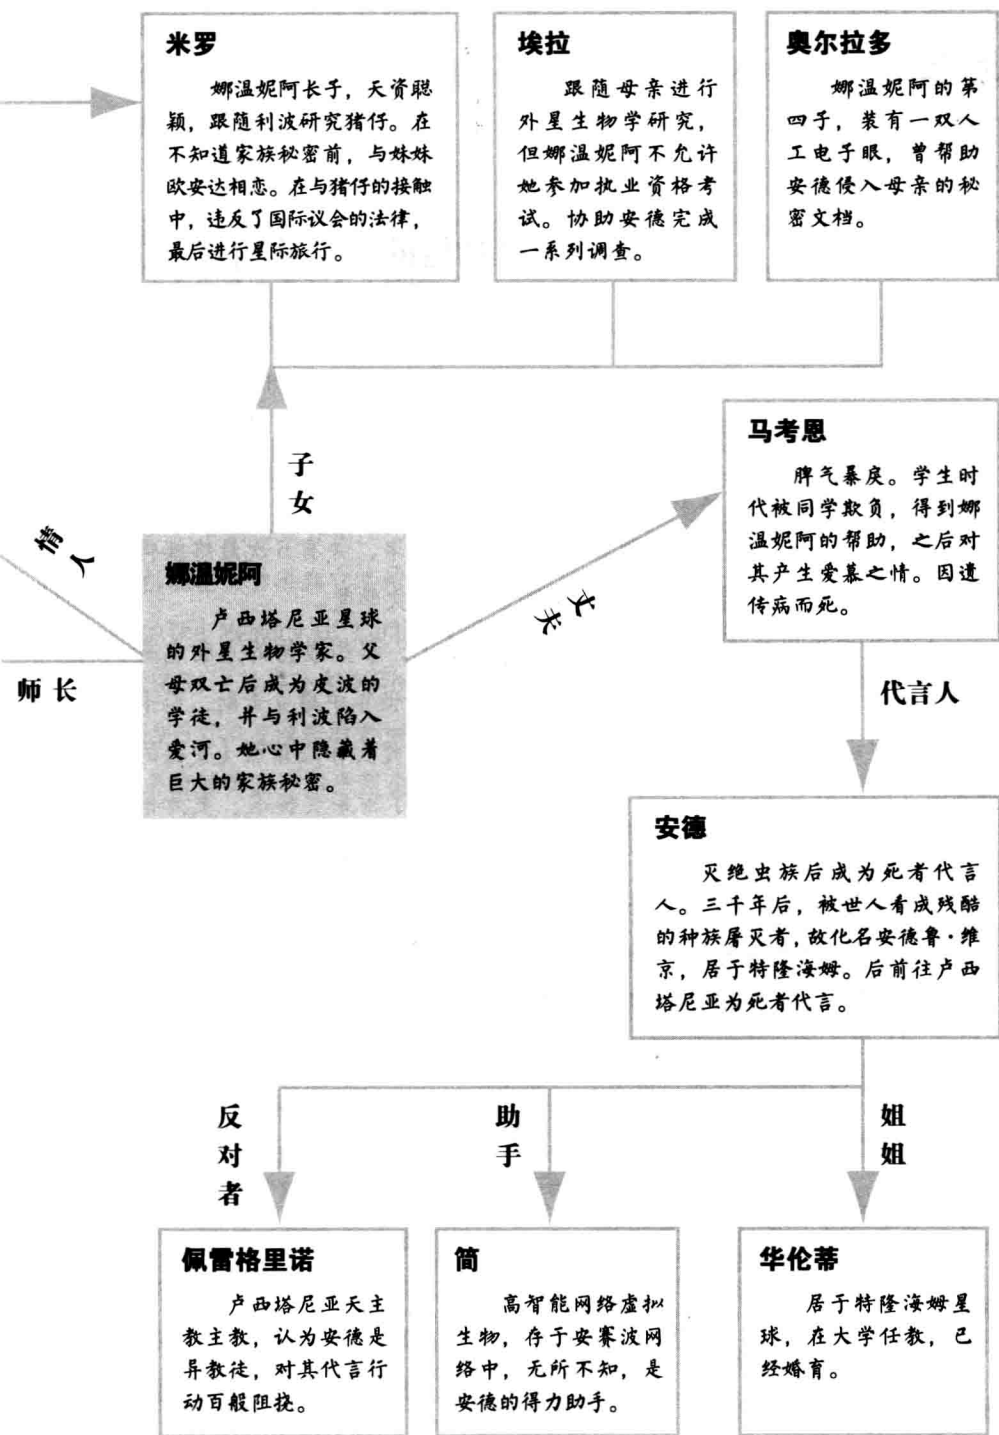 米罗
娜温妮阿长子，天资聪
颖，跟随利波研究猪仔。在
不知道家族秘密前，与妹妹
欧安达相恋。在与猪仔的接触
中，违反了国际议会的法律，
最后进行星际旅行。
埃拉
跟随母亲进行
外星生物学研究，
但娜温妮阿不允许
她参加执业资格考
试。协助安德完成
一系列调查。
奥尔拉多
娜温妮阿的第
四子，装有一双人
工电子眼，曾帮助
安德侵入母亲的秘
密文档。
子女
马考恩
脾气暴戾。学生时
代被同学欺负，得到娜
温妮阿的帮助，之后对
其产生爱慕之情。因遗
传病而死。
情人
娜温妮阿
卢西塔尼亚星球
的外星生物学家。父
母双亡后成为皮波的
学徒，并与利波陷入
爱河。她心中隐藏着
巨大的家族秘密。
丈夫
师长
代言人
安德
灭绝虫族后成为死者代言
人。三千年后，被世人看成残酷
的种族屠灭者，故化名安德鲁·维
京，居于特隆海姆。后前往卢西
塔尼亚为死者代言。
反对者
助手
姐姐
佩雷格里诺
卢西塔尼亚天主
教主教，认为安德是
异教徒，对其代言行
动百般阻挠。
简
高智能网络虚拟
生物，存于安赛波网
络中，无所不知，是
安德的得力助手。
华伦蒂
居于特隆海姆星
球，在大学任教，已
经婚育。